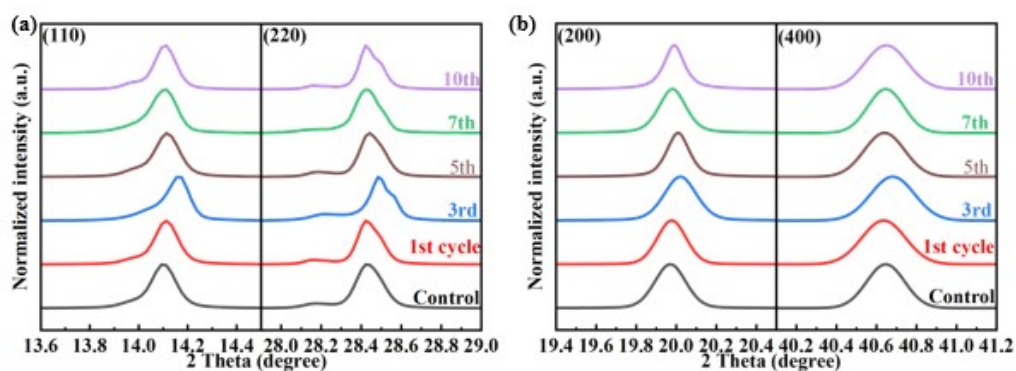 (a)
(110)
(220)
10th
7th
5th
3rd
1st cycle
Control
Normalized intensity (a.u.)
13.6 13.8 14.0 14.2 14.4 28.0 28.2 28.4 28.6 28.8 29.0
2 Theta (degree)
(b)
(200)
(400)
10th
7th
5th
3rd
1st cycle
Control
Normalized intensity (a.u.)
19.4 19.6 19.8 20.0 20.2 20.4 40.2 40.4 40.6 40.8 41.0 41.2
2 Theta (degree)